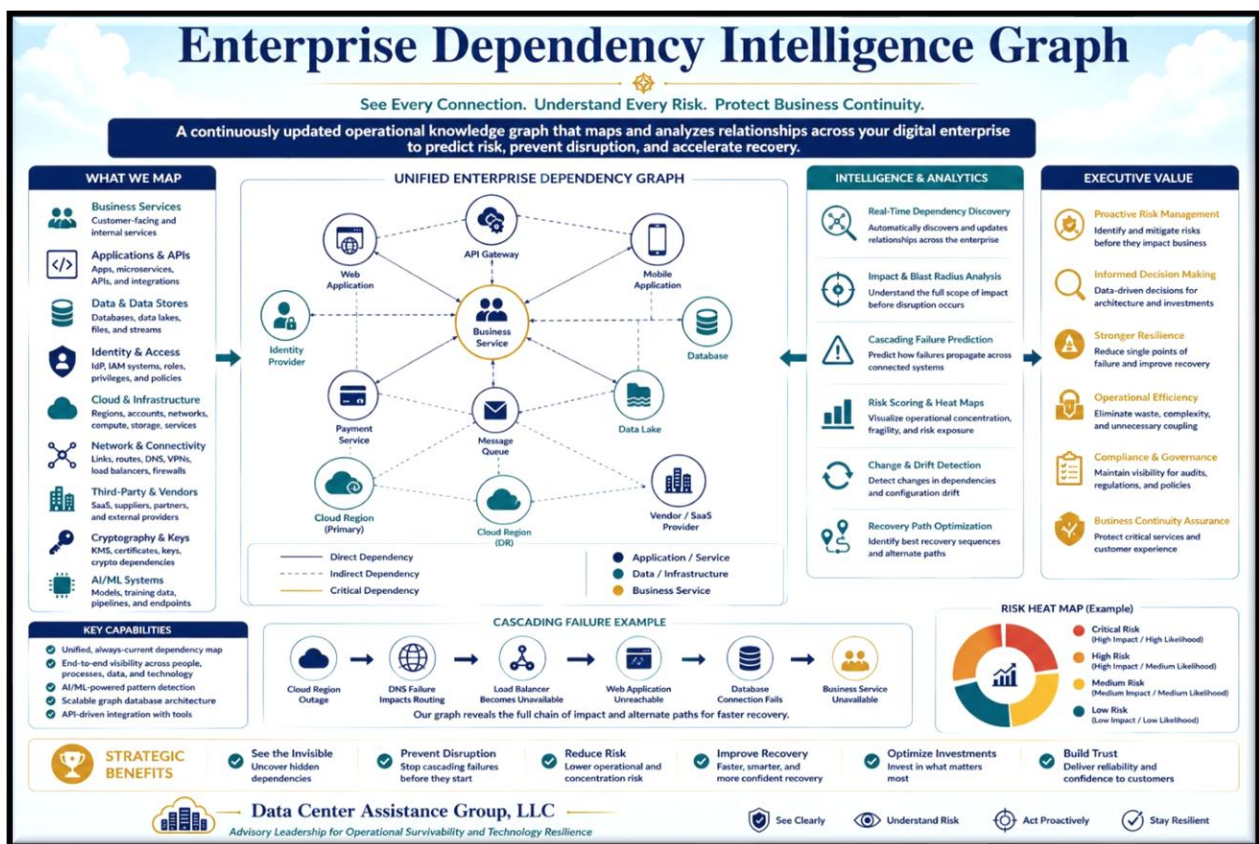 Enterprise Dependency Intelligence Graph
See Every Connection. Understand Every Risk. Protect Business Continuity.
A continuously updated operational knowledge graph that maps and analyzes relationships across your digital enterprise
to predict risk, prevent disruption, and accelerate recoery.
WHAT WE MAP
Business Services
Customer-facing and
internal services
Applications & APIs
Apps, microservices,
APIs, and integrations
Data & Data Stores
Databases, data lakes,
files, and streams
Identity & Access
IdP, IAM systems, roles,
privileges, and policies
Cloud & Infrastructure
Regions, accounts, networks,
compute, storage, services
Network & Connectivity
Links, routes, DNS, VPNs,
load balancers, firewalls
Third-Party & Vendors
SaaS, suppliers, partners,
and external providers
Cryptography & Keys
KMS, certificates, keys,
crypto dependencies
AI/ML Systems
Models, training data,
pipelines, and endpoints
UNIFIED ENTERPRISE DEPENDENCY GRAPH
Web
Application
API Gateway
Mobile
Application
Identity
Provider
Business
Service
Database
Payment
Service
Message
Queue
Data Lake
Cloud Region
(Primary)
Cloud Region
(DR)
Vendor / SaaS
Provider
Direct Dependency
Indirect Dependency
Critical Dependency
Application / Service
Data / Infrastructure
Business Service
INTELLIGENCE & ANALYTICS
Real-Time Dependency Discovery
Automatically discovers and updates
relationships across the enterprise
Impact & Blast Radius Analysis
Understand the full scope of impact
before disruption occurs
Cascading Failure Prediction
Predict how failures propagate across
connected systems
Risk Scoring & Heat Maps
Visualize operational concentration,
fragility, and risk exposure
Change & Drift Detection
Detect changes in dependencies
and configuration drift
Recovery Path Optimization
Identify best recovery sequences
and alternate paths
EXECUTIVE VALUE
Proactive Risk Management
Identify and mitigate risks
before they impact business
Informed Decision Making
Data-driven decisions for
architecture and investments
Stronger Resilience
Reduce single points of
failure and improve recovery
Operational Efficiency
Eliminate waste, complexity,
and unnecessary coupling
Compliance & Governance
Maintain visibility for audits,
regulations, and policies
Business Continuity Assurance
Protect critical services and
customer experience
KEY CAPABILITIES
Unified, always-current dependency map
End-to-end visibility across people,
processes, data, and technology
AI/ML-powered pattern detection
Scalable graph database architecture
API-driven integration with tools
CASCADING FAILURE EXAMPLE
Cloud Region
Outage
DNS Failure
Impacts Routing
Load Balancer
Becomes Unavailable
Web Application
Unreachable
Database
Connection Fails
Business Service
Unavailable
Our graph reveals the full chain of impact and alternate paths for faster recovery.
RISK HEAT MAP (Example)
Critical Risk
(High Impact / High Likelihood)
High Risk
(High Impact / Medium Likelihood)
Medium Risk
(Medium Impact / Medium Likelihood)
Low Risk
(Low Impact / Low Likelihood)
STRATEGIC
BENEFITS
See the Invisible
Uncover hidden
dependencies
Prevent Disruption
Stop cascading failures
before they start
Reduce Risk
Lower operational and
concentration risk
Improve Recovery
Faster, smarter, and
more confident recovery
Optimize Investments
Invest in what matters
most
Build Trust
Deliver reliability and
confidence to customers
Data Center Assistance Group, LLC
Advisory Leadership for Operational Survivability and Technology Resilience
See Clearly
Understand Risk
Act Proactively
Stay Resilient